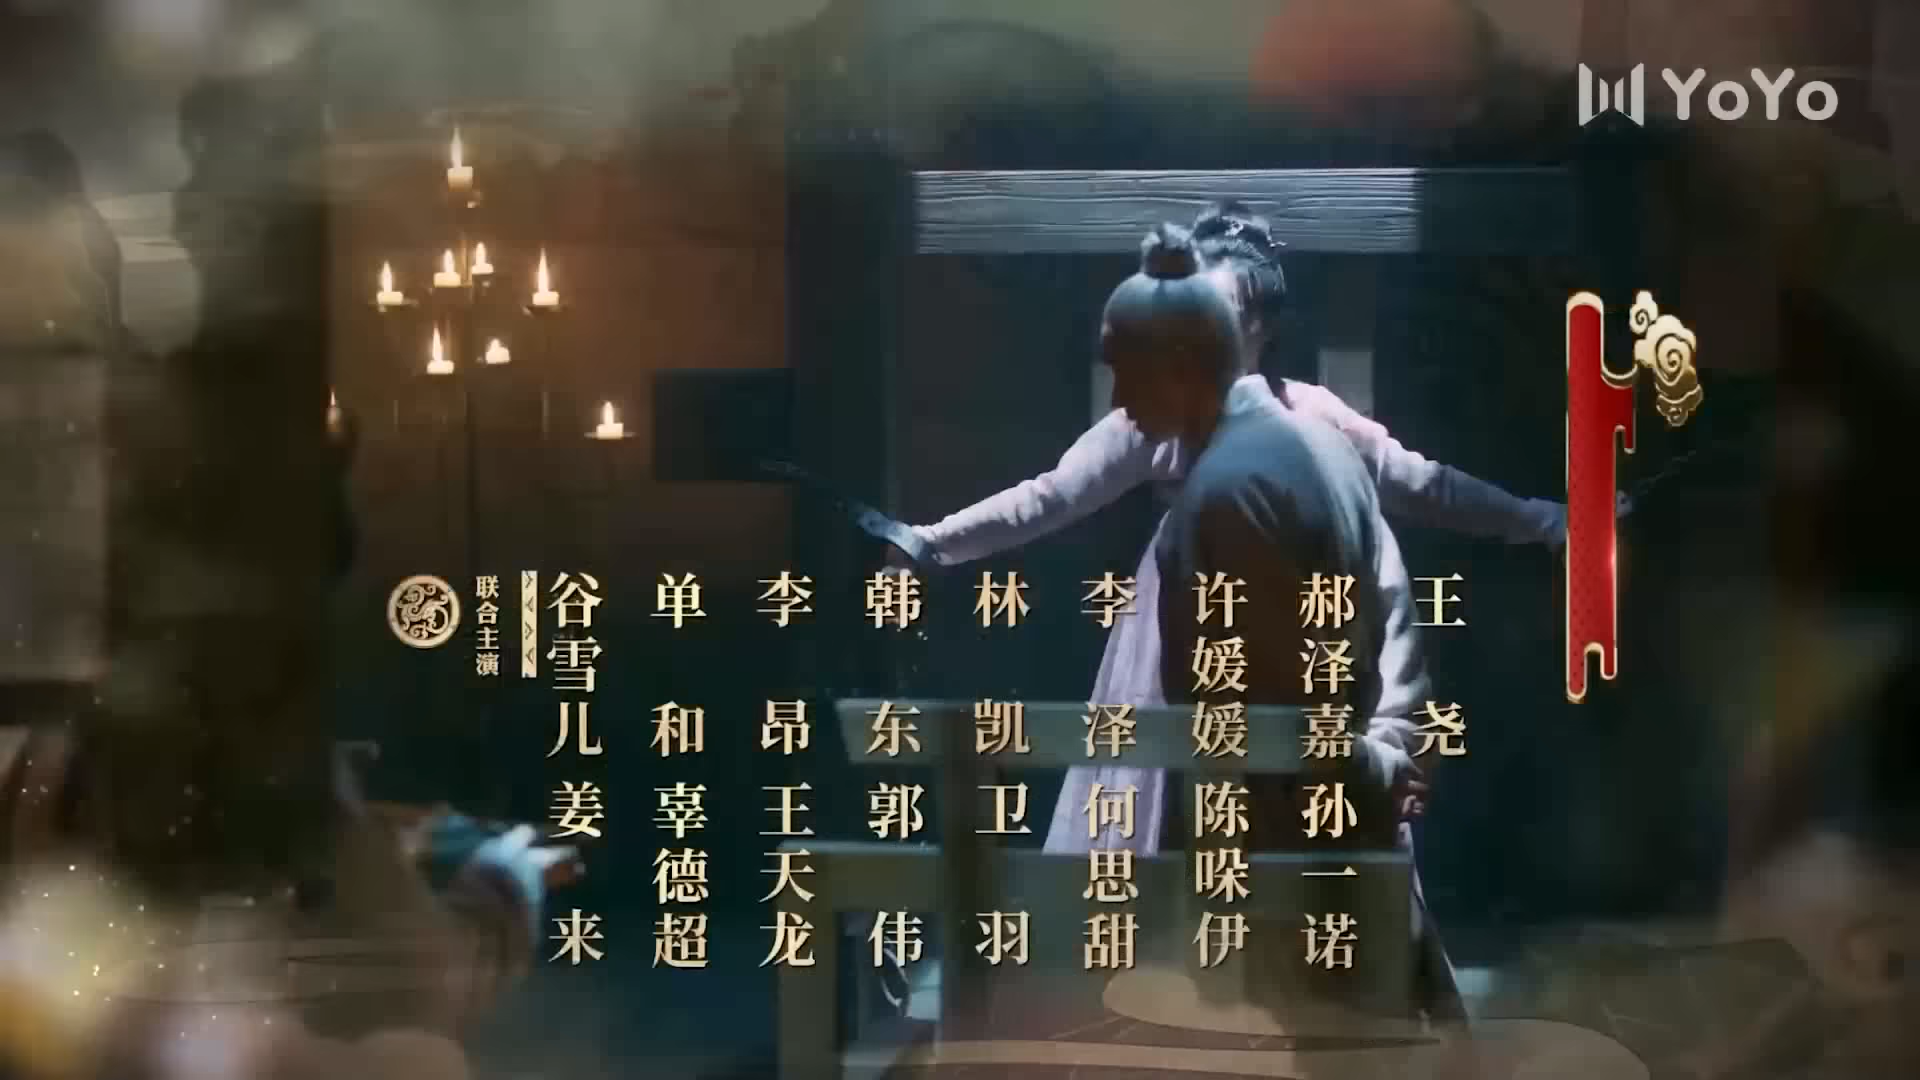 YoYo
联合主演
谷雪儿
单和
李昂
韩东
林凯
李泽
许媛媛
郝泽嘉
王尧
姜来
辜德超
王天龙
郭伟
卫羽
何思甜
陈哚伊
孙一诺